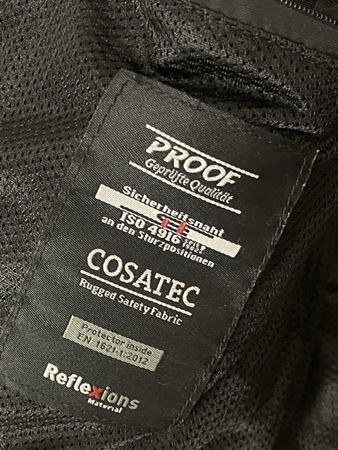 PROOF
Geprüfte Qualität
Sicherheitsnaht
ISO 4916
an den Sturzpositionen
COSATEC
Rugged Safety Fabric
Protector inside
EN 1621-1:2012
Reflexions
Material